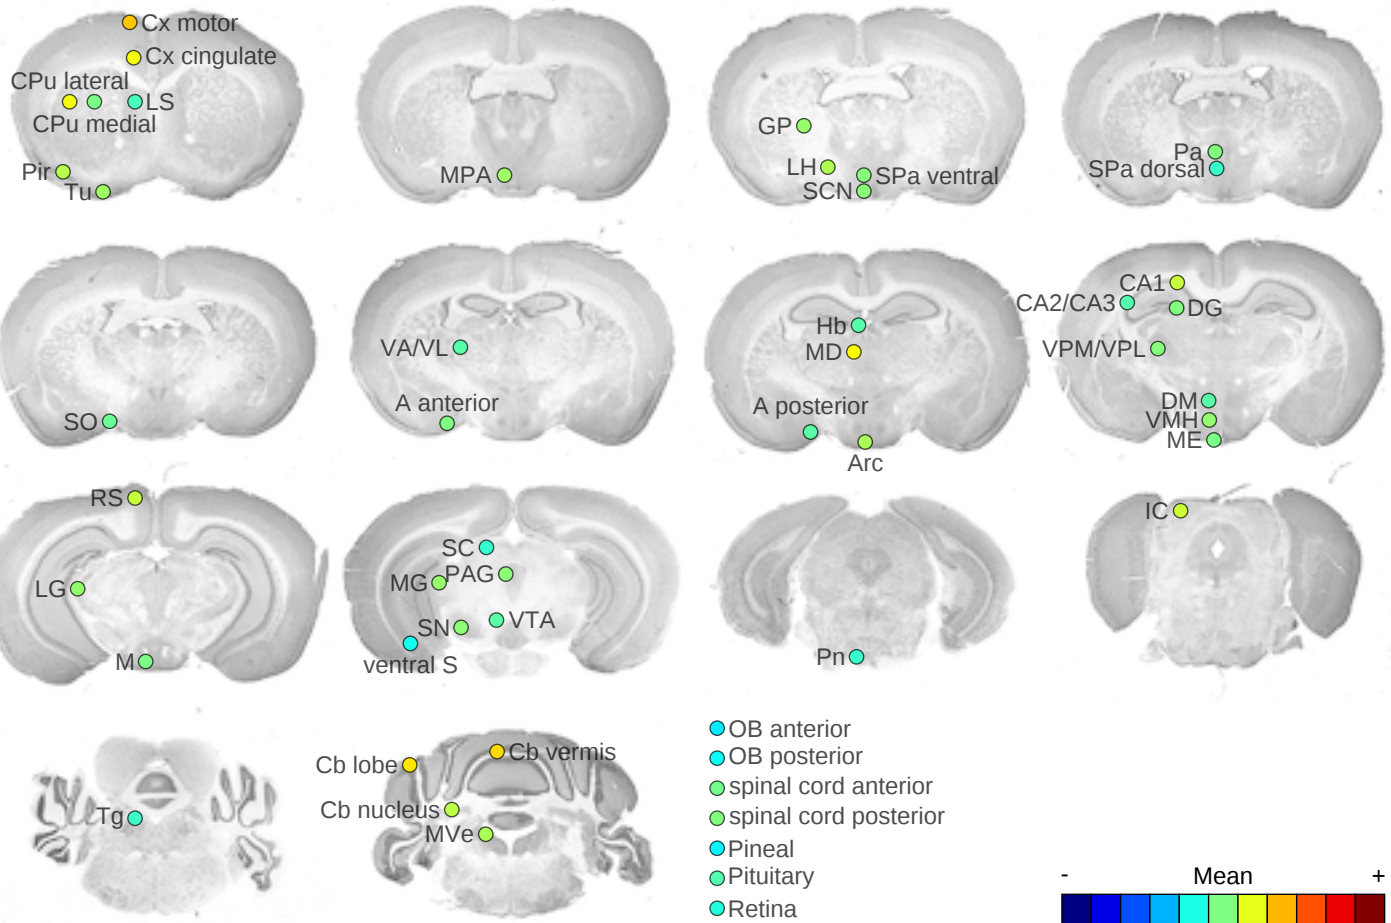 Cx motor
Cx cingulate
CPu lateral
LS
CPu medial
Pir
Tu
MPA
GP
LH
SPa ventral
SCN
Pa
SPa dorsal
SO
VA/VL
A anterior
Hb
MD
A posterior
Arc
CA1
CA2/CA3
DG
VPM/VPL
DM
VMH
ME
RS
LG
M
SC
MG
PAG
SN
VTA
ventral S
Pn
IC
Tg
Cb lobe
Cb vermis
Cb nucleus
MVe
OB anterior
OB posterior
spinal cord anterior
spinal cord posterior
Pineal
Pituitary
Retina
- Mean +